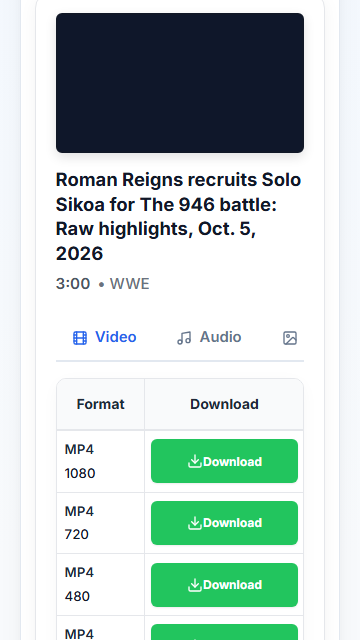 Roman Reigns recruits Solo
Sikoa for The 946 battle:
Raw highlights, Oct. 5,
2026
3:00 • WWE
Video
Audio
Format
Download
MP4
1080
Download
MP4
720
Download
MP4
480
Download
MP4